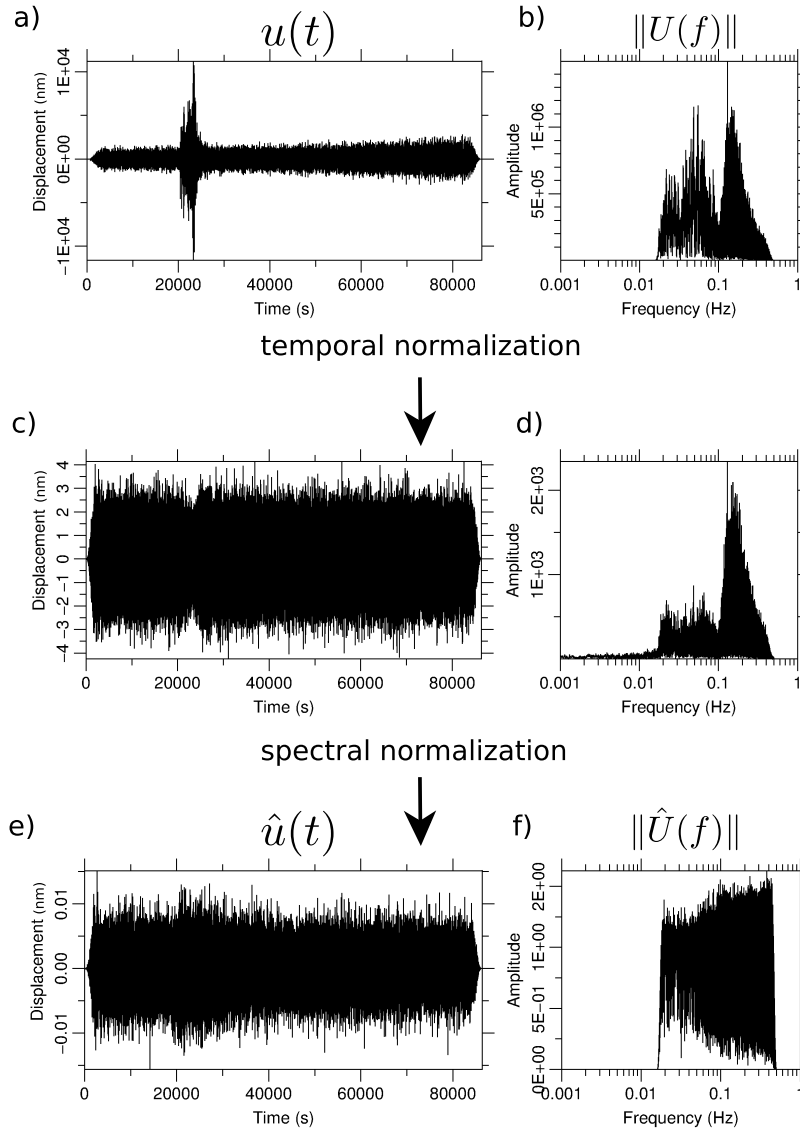 a)
u(t)
b)
||U(f)||
Displacement (nm)
1E+04
0E+00
−1E+04
0 20000 40000 60000 80000
Time (s)
Amplitude
1E+06
5E+05
0.001 0.01 0.1 1
Frequency (Hz)
temporal normalization
c)
d)
Displacement (nm)
4
3
2
1
0
−1
−2
−3
−4
0 20000 40000 60000 80000
Time (s)
Amplitude
2E+03
1E+03
0.001 0.01 0.1 1
Frequency (Hz)
spectral normalization
e)
û(t)
f)
||Û(f)||
Displacement (nm)
0.01
0.00
−0.01
0 20000 40000 60000 80000
Time (s)
Amplitude
2E+00
1E+00
5E−01
0E+00
0.001 0.01 0.1 1
Frequency (Hz)